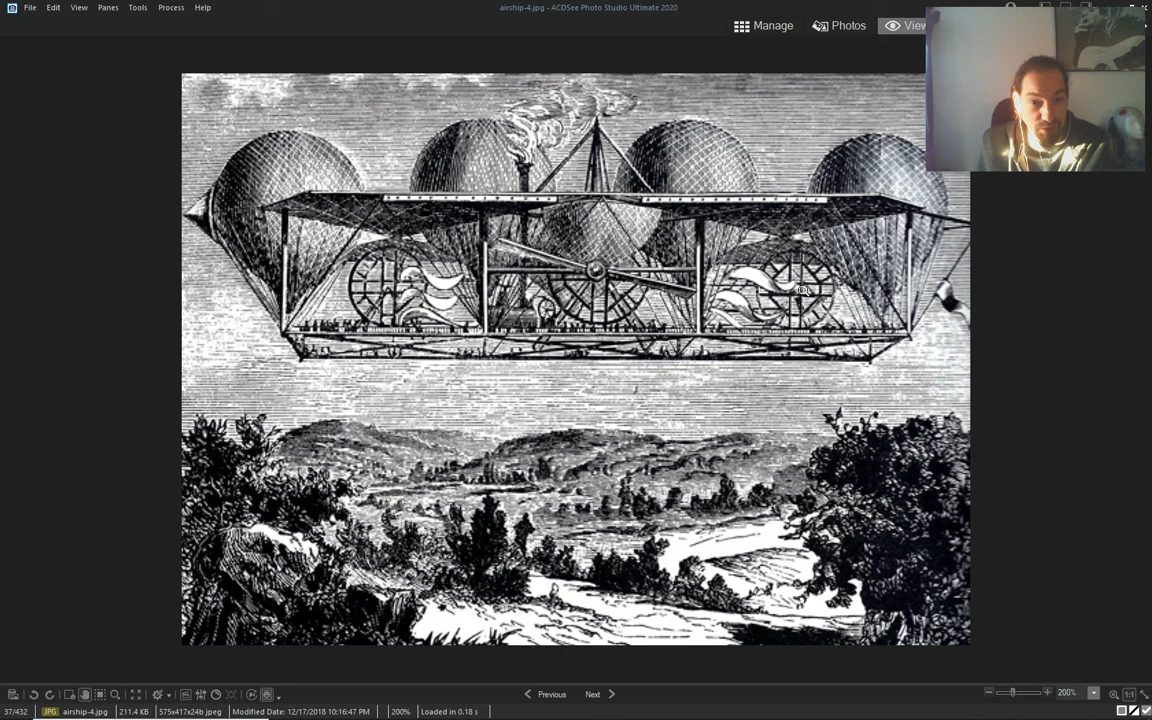 File Edit View Panes Tools Process Help
airship-4.jpg - ACDSee Photo Studio Ultimate 2020
Manage Photos View
Previous Next
200%
37/432 JPG airship-4.jpg 211.4 KB 575x417x24b jpeg Modified Date: 12/17/2018 10:16:47 PM 200% Loaded in 0.18 s